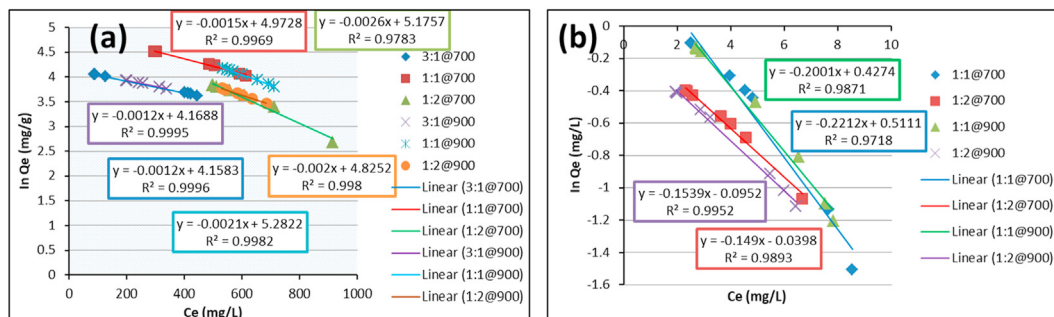 (a)
y = -0.0015x + 4.9728
R² = 0.9969
y = -0.0026x + 5.1757
R² = 0.9783
y = -0.0012x + 4.1688
R² = 0.9995
y = -0.0012x + 4.1583
R² = 0.9996
y = -0.002x + 4.8252
R² = 0.998
y = -0.0021x + 5.2822
R² = 0.9982
ln Qe (mg/g)
5
4.5
4
3.5
3
2.5
2
1.5
1
0.5
0
0
200
400
600
800
1000
Ce (mg/L)
3:1@700
1:1@700
1:2@700
3:1@900
1:1@900
1:2@900
Linear (3:1@700)
Linear (1:1@700)
Linear (1:2@700)
Linear (3:1@900)
Linear (1:1@900)
Linear (1:2@900)
(b)
0
2
4
6
8
10
ln Qe (mg/L)
0
-0.2
-0.4
-0.6
-0.8
-1
-1.2
-1.4
-1.6
y = -0.2001x + 0.4274
R² = 0.9871
y = -0.2212x + 0.5111
R² = 0.9718
y = -0.1539x - 0.0952
R² = 0.9952
y = -0.149x - 0.0398
R² = 0.9893
Ce (mg/L)
1:1@700
1:2@700
1:1@900
1:2@900
Linear (1:1@700)
Linear (1:2@700)
Linear (1:1@900)
Linear (1:2@900)